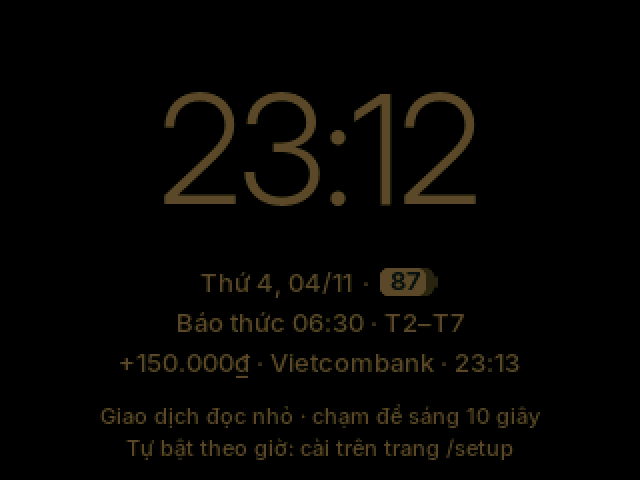 23:12
Thứ 4, 04/11 · 87
Báo thức 06:30 · T2–T7
+150.000₫ · Vietcombank · 23:13
Giao dịch đọc nhỏ · chạm để sáng 10 giây
Tự bật theo giờ: cài trên trang /setup